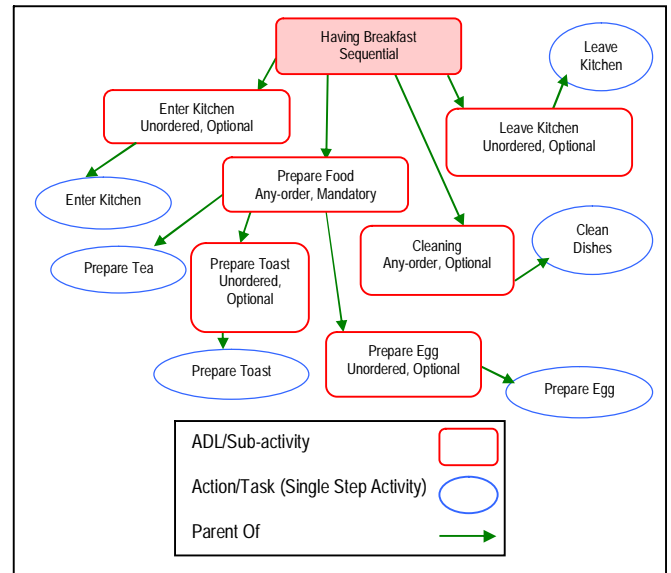 Having Breakfast
Sequential
Leave
Kitchen
Enter Kitchen
Unordered, Optional
Leave Kitchen
Unordered, Optional
Prepare Food
Any-order, Mandatory
Enter Kitchen
Prepare Tea
Prepare Toast
Unordered,
Optional
Cleaning
Any-order, Optional
Clean
Dishes
Prepare Toast
Prepare Egg
Unordered, Optional
Prepare Egg
ADL/Sub-activity
Action/Task (Single Step Activity)
Parent Of